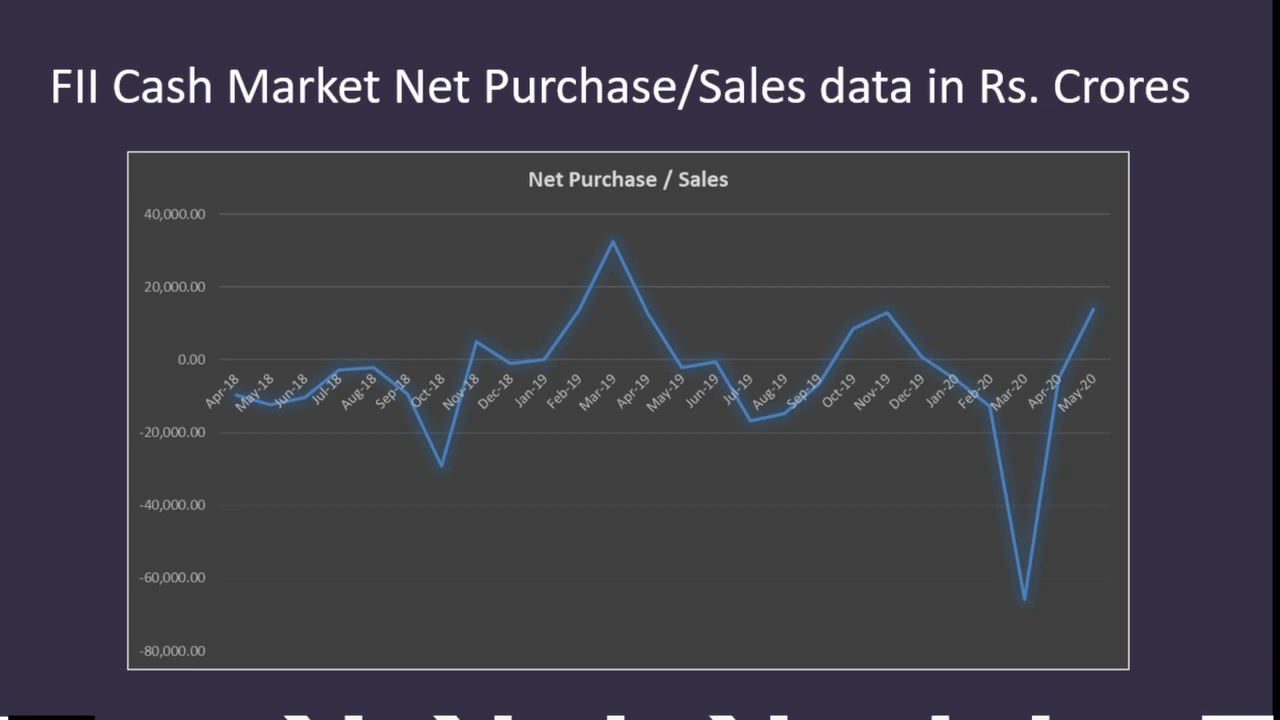 FII Cash Market Net Purchase/Sales data in Rs. Crores
Net Purchase / Sales
40,000.00
20,000.00
0.00
-20,000.00
-40,000.00
-60,000.00
-80,000.00
Apr-18
May-18
Jun-18
Jul-18
Aug-18
Sep-18
Oct-18
Nov-18
Dec-18
Jan-19
Feb-19
Mar-19
Apr-19
May-19
Jun-19
Jul-19
Aug-19
Sep-19
Oct-19
Nov-19
Dec-19
Jan-20
Feb-20
Mar-20
Apr-20
May-20